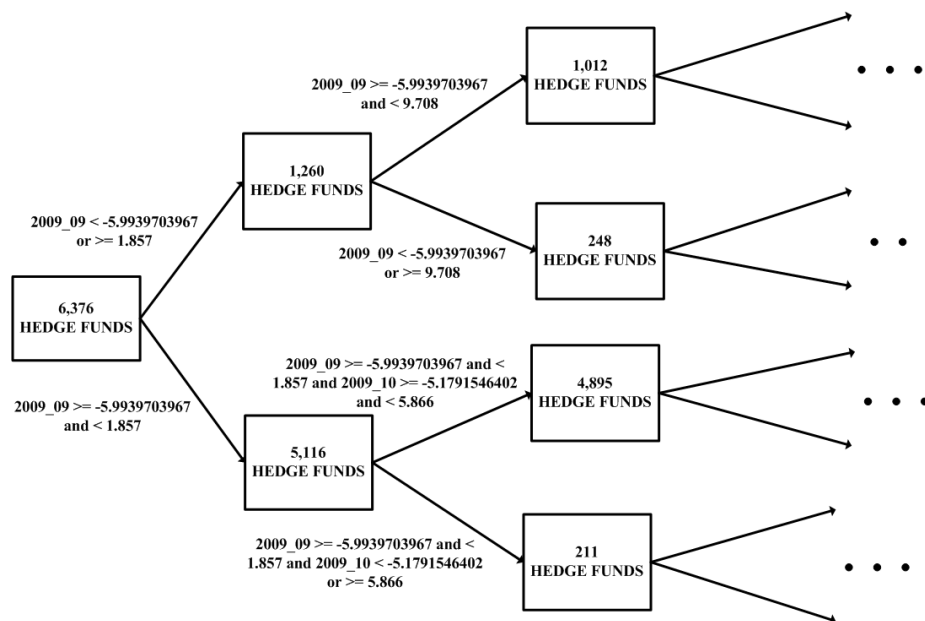 1,012
HEDGE FUNDS
2009_09 >= -5.9939703967
and < 9.708
1,260
HEDGE FUNDS
2009_09 < -5.9939703967
or >= 1.857
248
HEDGE FUNDS
2009_09 < -5.9939703967
or >= 9.708
6,376
HEDGE FUNDS
2009_09 >= -5.9939703967 and <
1.857 and 2009_10 >= -5.1791546402
and < 5.866
4,895
HEDGE FUNDS
2009_09 >= -5.9939703967
and < 1.857
5,116
HEDGE FUNDS
2009_09 >= -5.9939703967 and <
1.857 and 2009_10 < -5.1791546402
or >= 5.866
211
HEDGE FUNDS